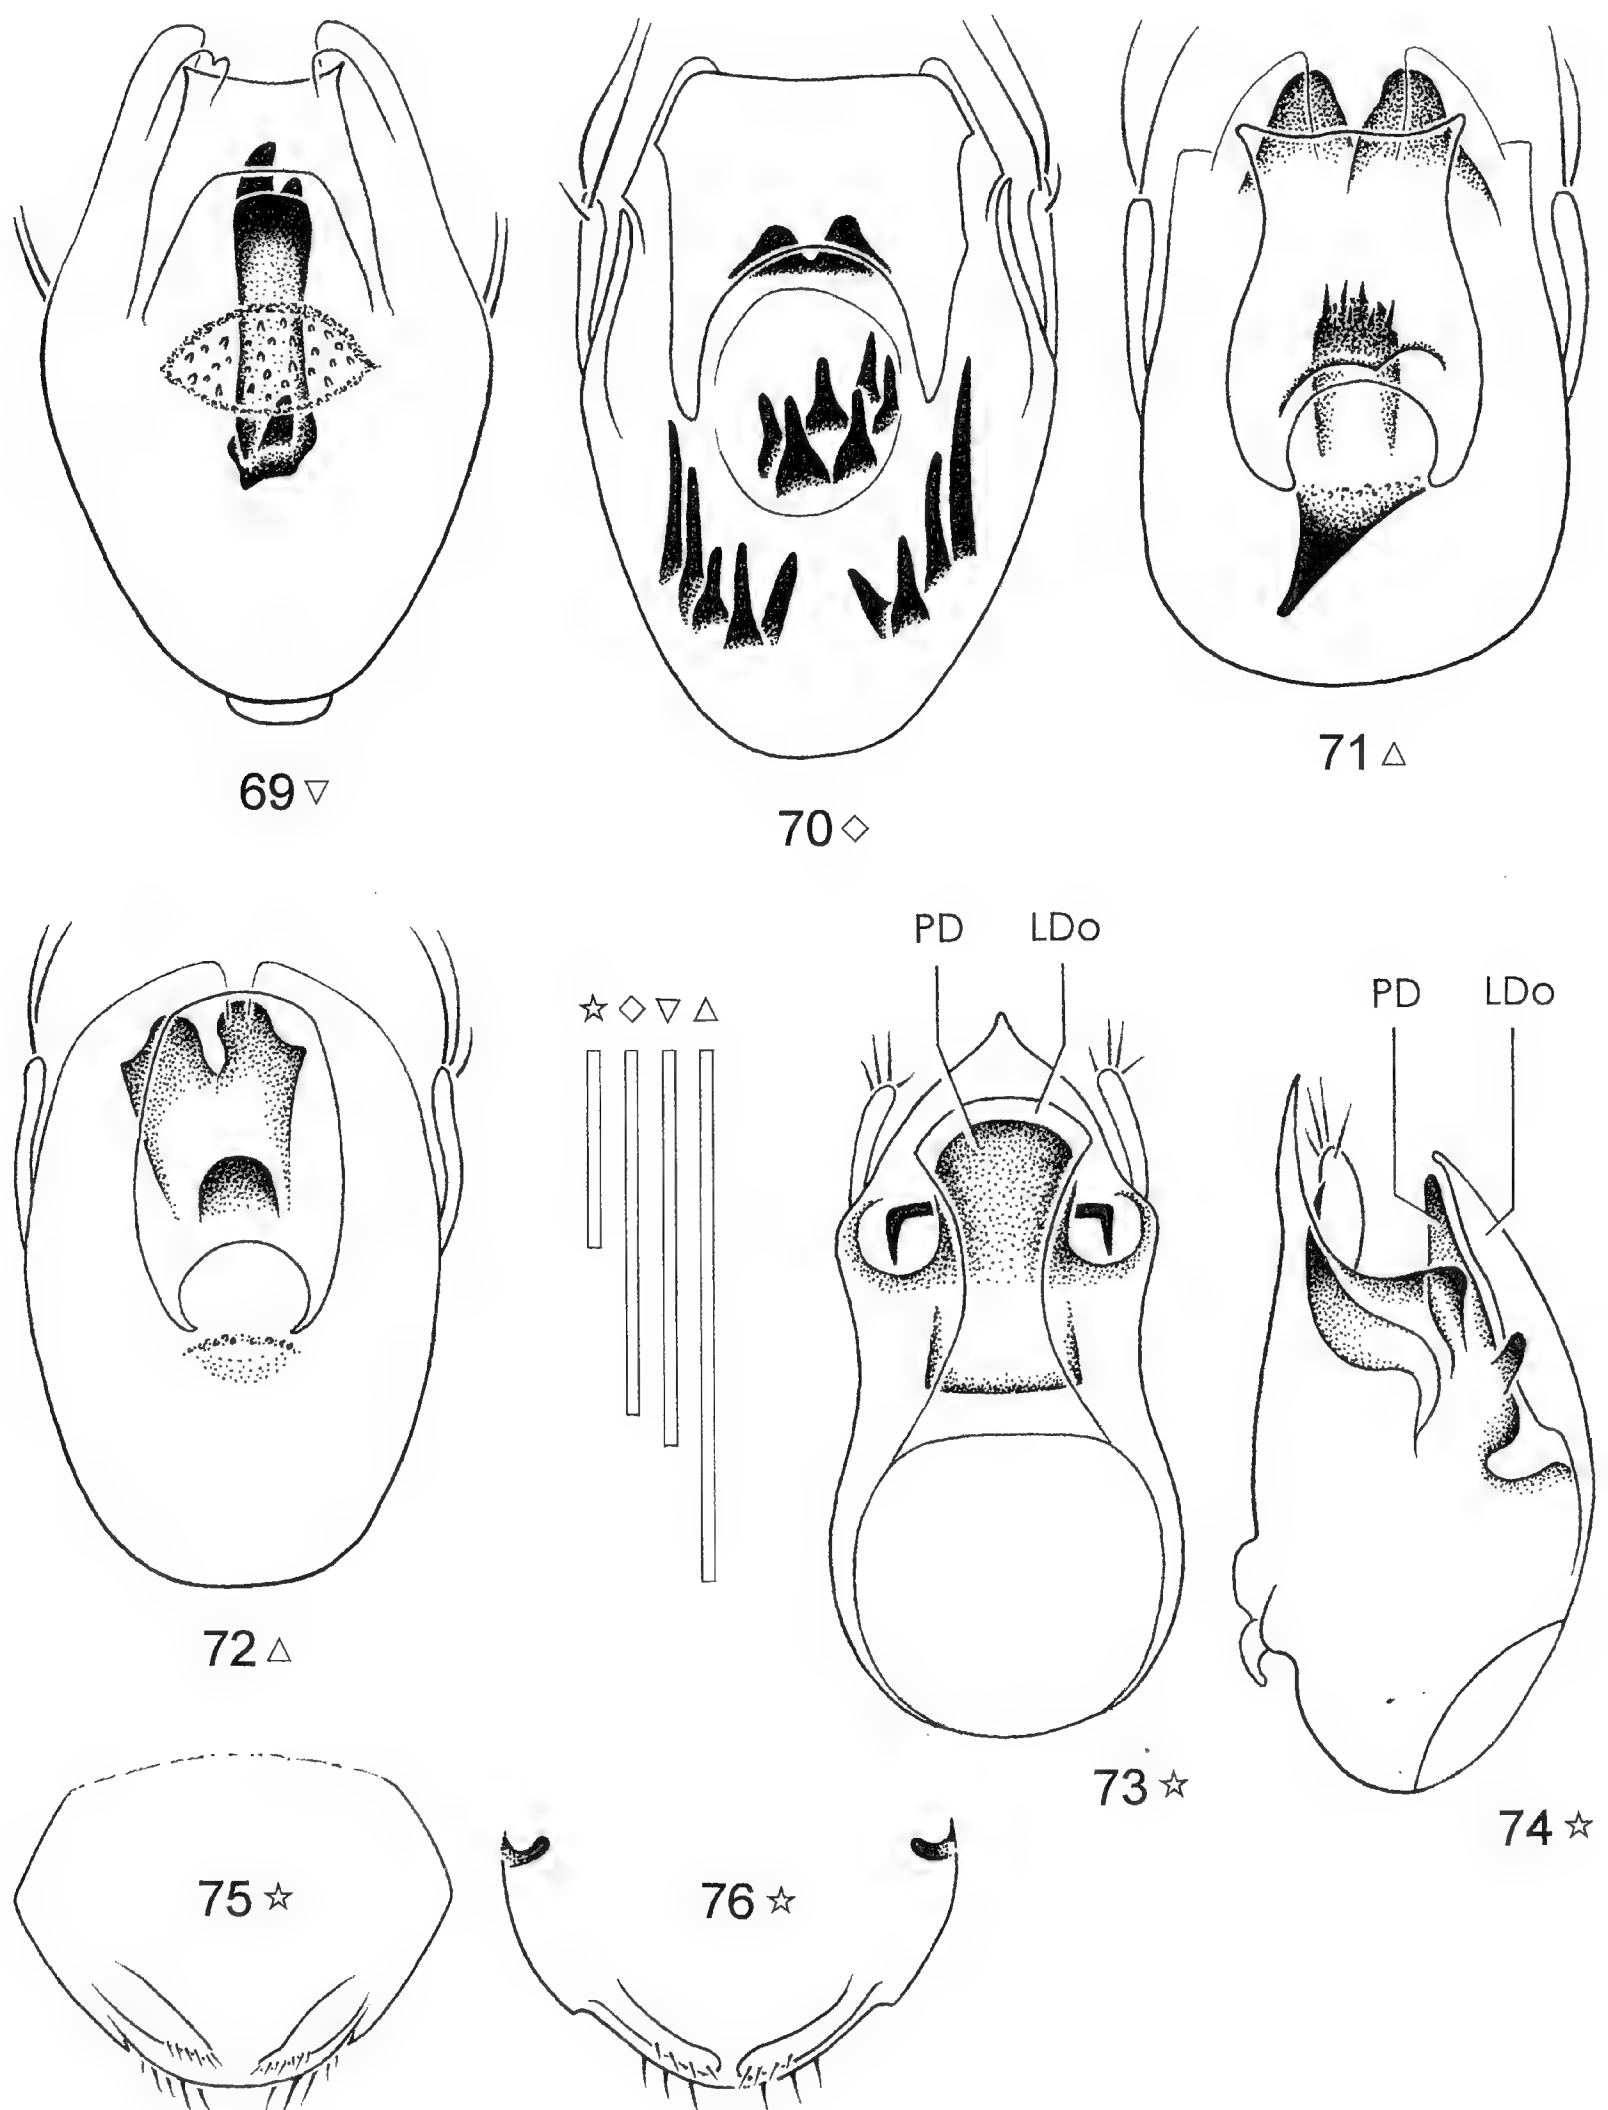 69 ▽
70 ◇
71 △
PD LDo
PD LDo
☆ ◇ ▽ △
72 △
73 ☆
74 ☆
75 ☆
76 ☆